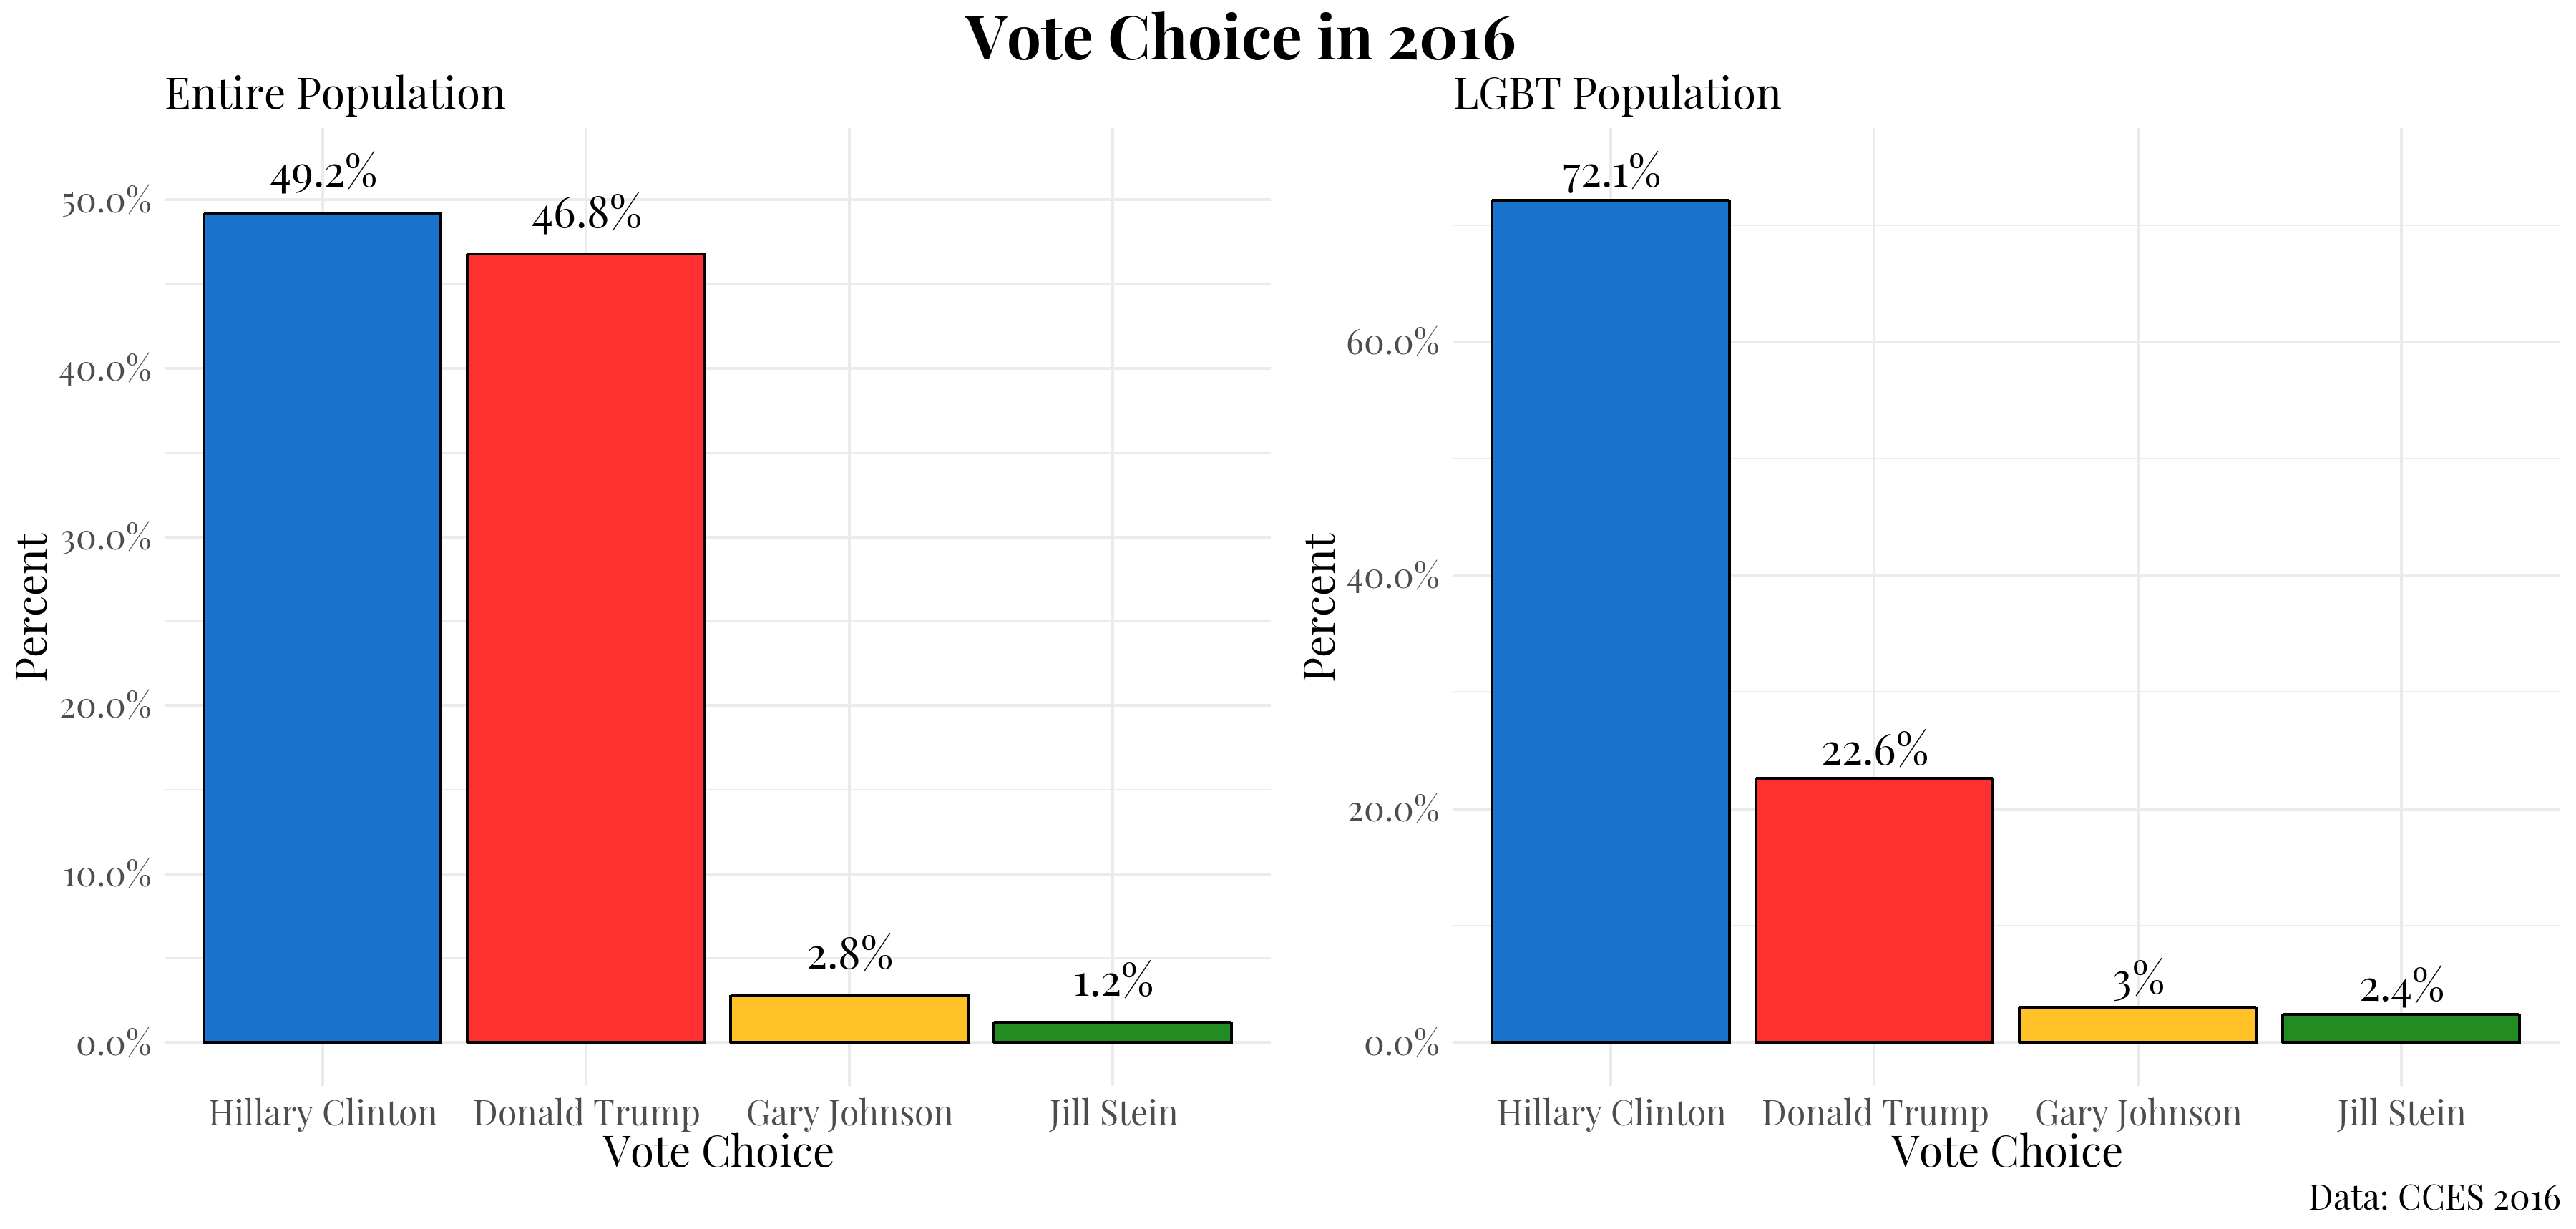 Vote Choice in 2016
Entire Population
49.2%
46.8%
2.8%
1.2%
50.0%
40.0%
30.0%
20.0%
10.0%
0.0%
Percent
Hillary Clinton
Donald Trump
Gary Johnson
Jill Stein
Vote Choice
LGBT Population
72.1%
22.6%
3%
2.4%
60.0%
40.0%
20.0%
0.0%
Percent
Hillary Clinton
Donald Trump
Gary Johnson
Jill Stein
Vote Choice
Data: CCES 2016